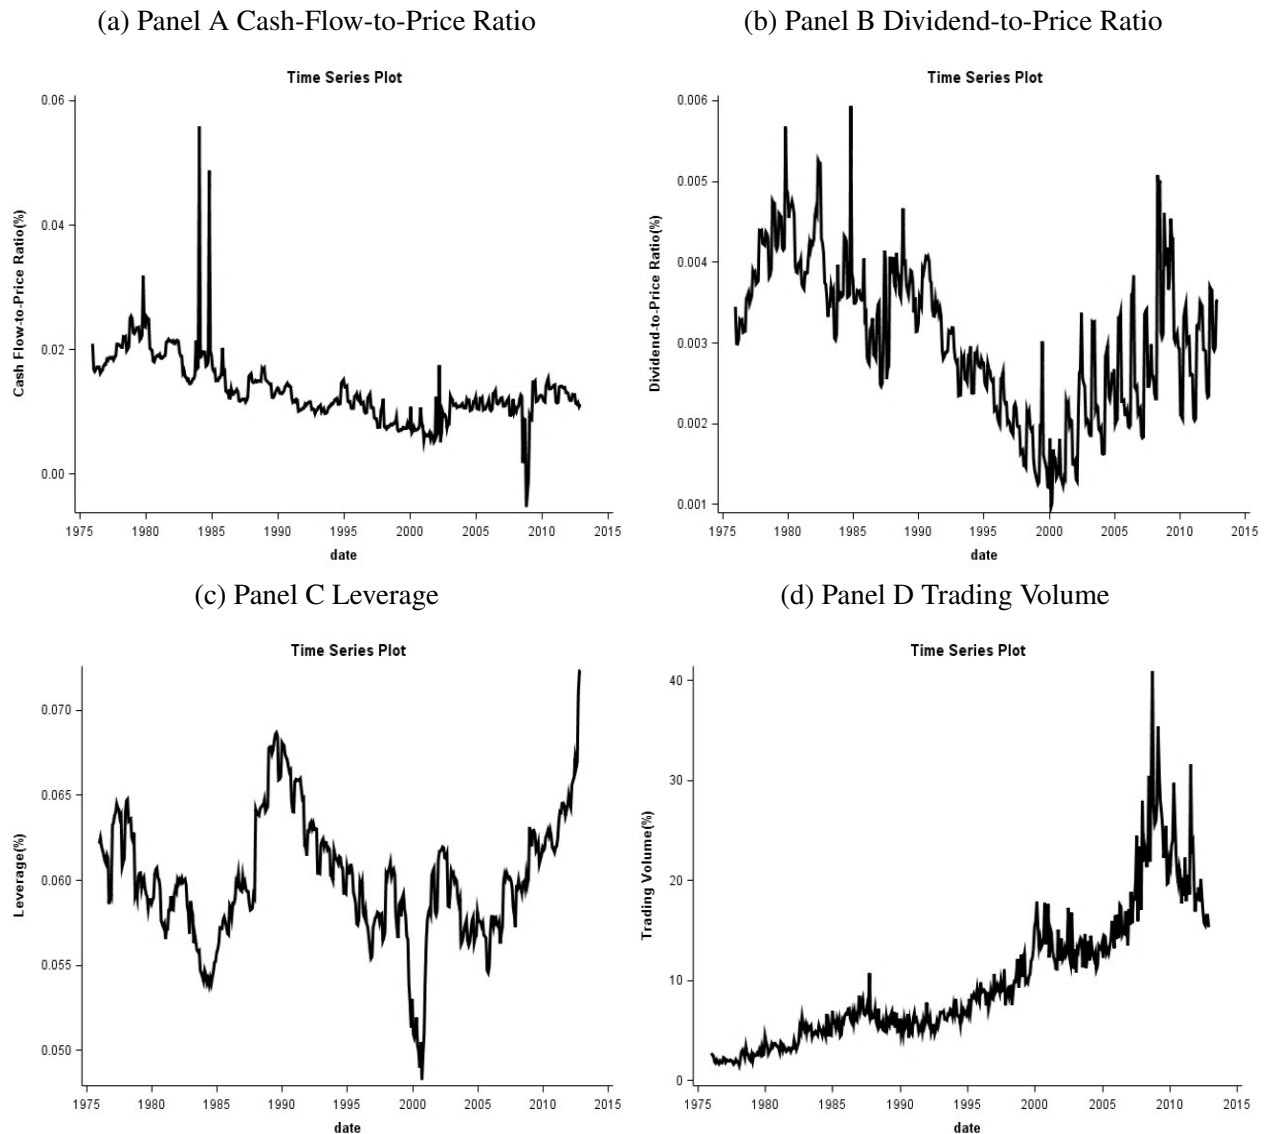 (a) Panel A Cash-Flow-to-Price Ratio
Time Series Plot
Cash Flow-to-Price Ratio(%)
0.06
0.04
0.02
0.00
1975 1980 1985 1990 1995 2000 2005 2010 2015
date
(b) Panel B Dividend-to-Price Ratio
Time Series Plot
Dividend-to-Price Ratio(%)
0.006
0.005
0.004
0.003
0.002
0.001
1975 1980 1985 1990 1995 2000 2005 2010 2015
date
(c) Panel C Leverage
Time Series Plot
Leverage(%)
0.070
0.065
0.060
0.055
0.050
1975 1980 1985 1990 1995 2000 2005 2010 2015
date
(d) Panel D Trading Volume
Time Series Plot
Trading Volume(%)
40
30
20
10
0
1975 1980 1985 1990 1995 2000 2005 2010 2015
date